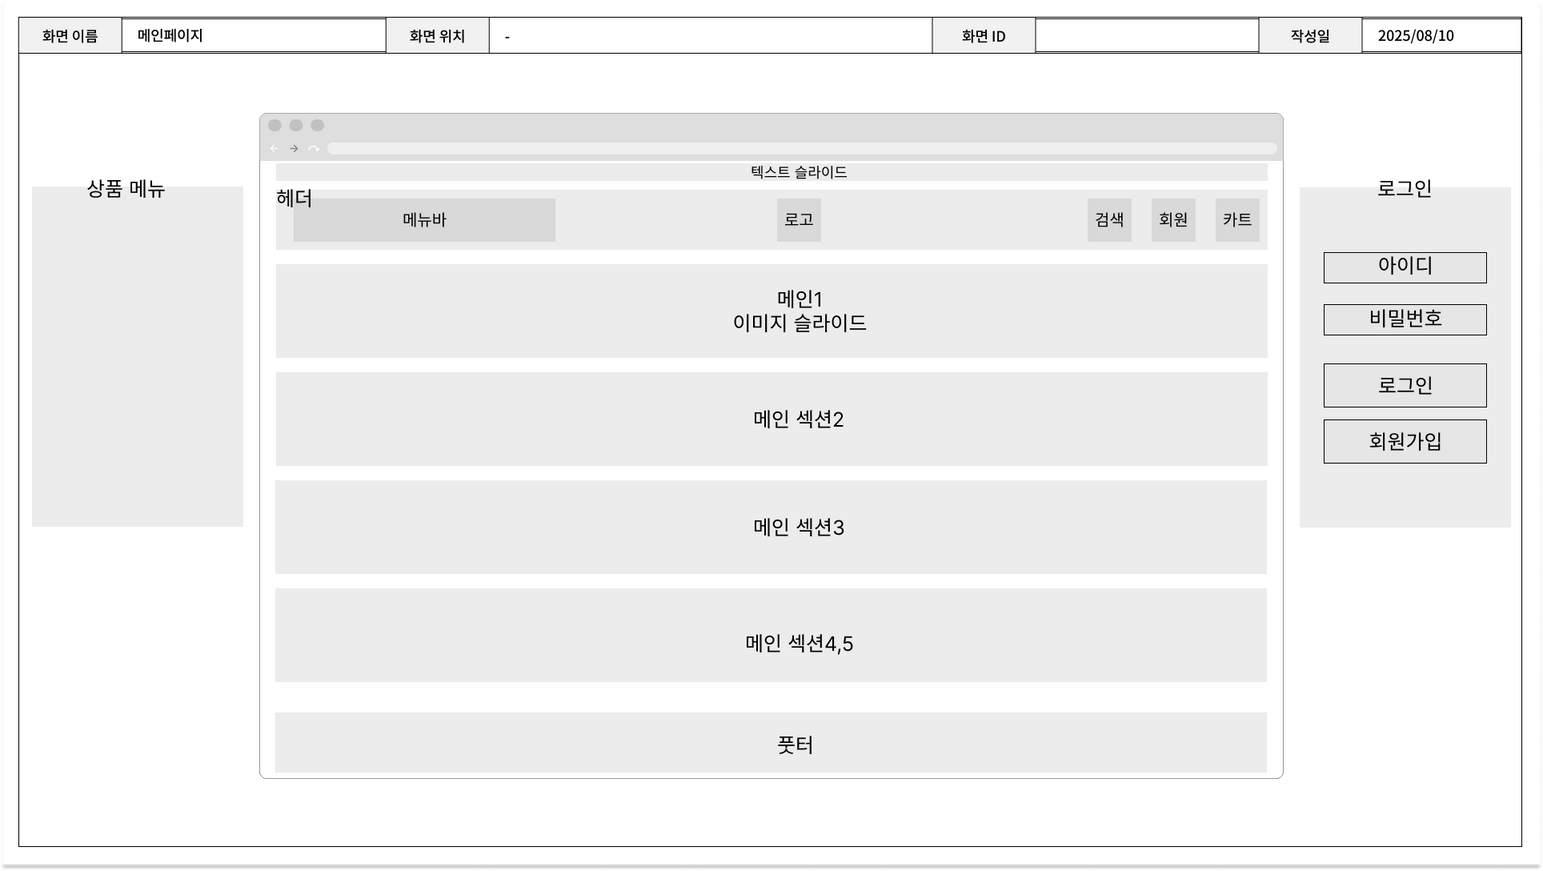 화면 이름
메인페이지
화면 위치
-
화면 ID
작성일
2025/08/10
상품 메뉴
텍스트 슬라이드
헤더
메뉴바
로고
검색
회원
카트
메인1
이미지 슬라이드
메인 섹션2
메인 섹션3
메인 섹션4,5
풋터
로그인
아이디
비밀번호
로그인
회원가입